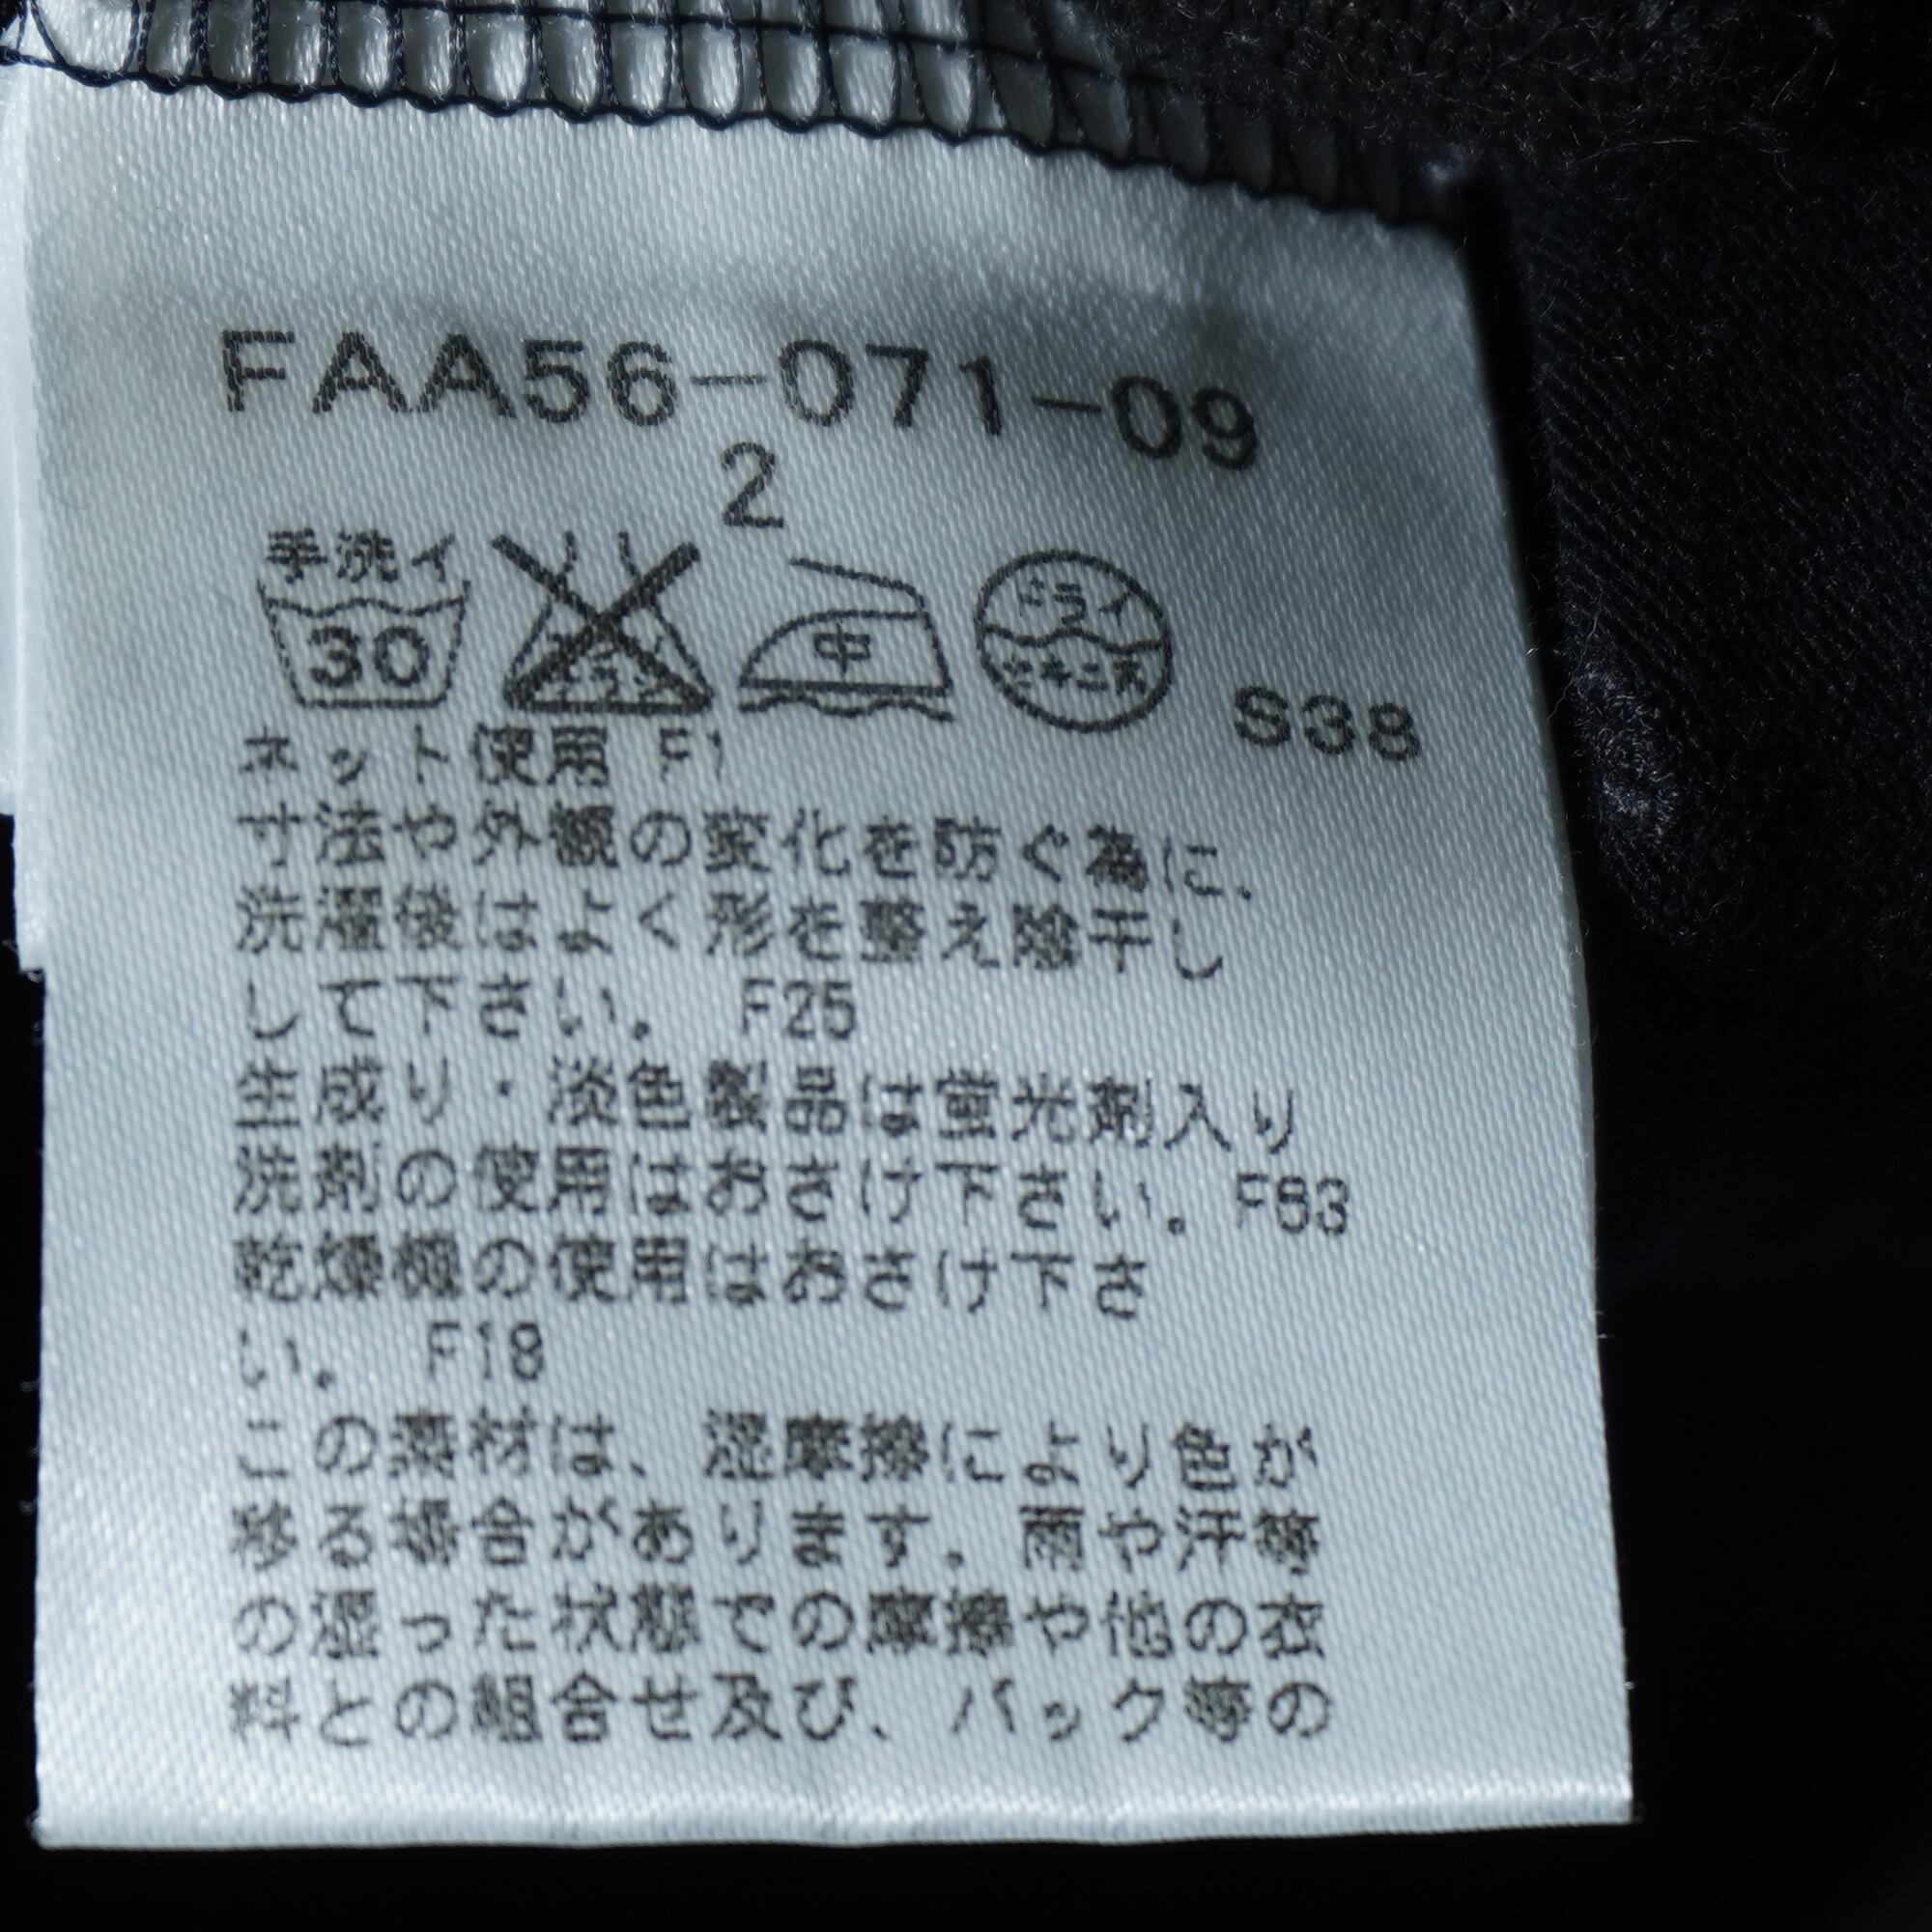 FAA56-071-09
2
手洗イ
30
エンソ
サラシ
中
ドライ
セキユ系
S38
ネット使用 F1
寸法や外観の変化を防ぐ為に、
洗濯後はよく形を整え陰干し
して下さい。 F25
生成り・淡色製品は蛍光剤入り
洗剤の使用はおさけ下さい。F63
乾燥機の使用はおさけ下さ
い。 F18
この素材は、湿摩擦により色が
移る場合があります。雨や汗等
の湿った状態での摩擦や他の衣
料との組合せ及び、バック等の